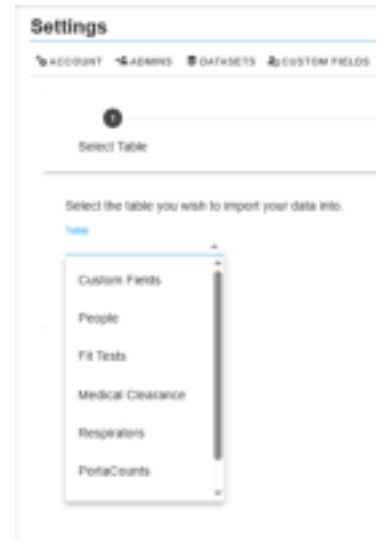 Settings
ACCOUNT ADMINS DATASETS CUSTOM FIELDS
1
Select Table
Select the table you wish to import your data into.
Table
Custom Fields
People
Fit Tests
Medical Clearance
Respirators
PortaCounts